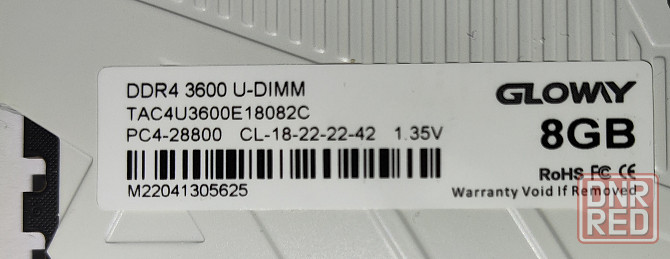 DDR4 3600 U-DIMM
TAC4U3600E18082C
PC4-28800 CL-18-22-22-42 1.35V
M22041305625
GLOWAY
8GB
RoHS FC CE
Warranty Void If Removed
DNR
RED